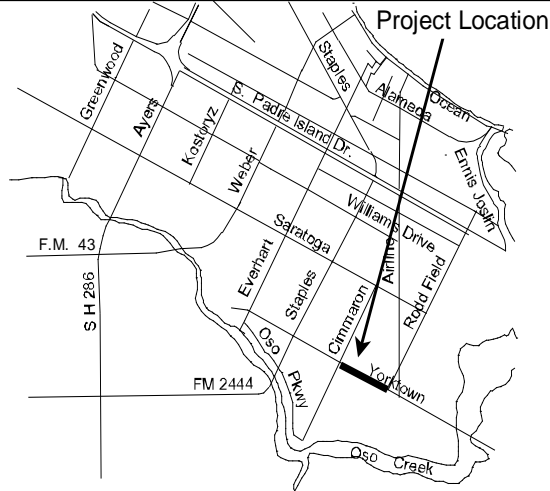 Project Location
Staples
Greenwood
Ocean
Alameda
Ayers
S. Padre Island Dr.
Kostoryz
Weber
Ennis Joslin
Williams Drive
Saratoga
F.M. 43
Airline
Everhart
Rodd Field
Staples
S H 286
Cimmaron
Oso
Pkwy
Yorktown
FM 2444
Oso Creek